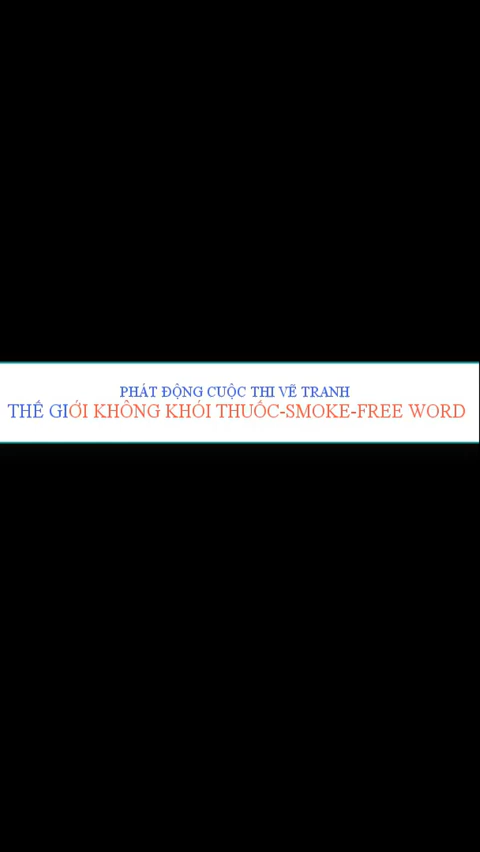 PHÁT ĐỘNG CUỘC THI VẼ TRANH
THẾ GIỚI KHÔNG KHÓI THUỐC-SMOKE-FREE WORD